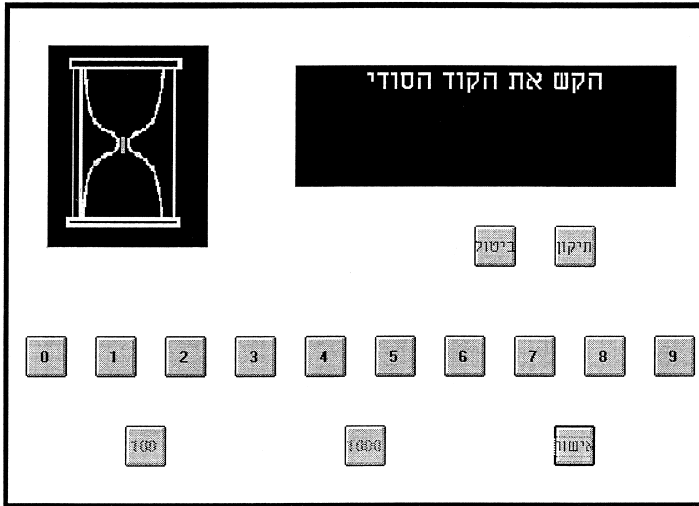 הקש את הקוד הסודי
תיקון ביטול
0 1 2 3 4 5 6 7 8 9
100 1000 אישור